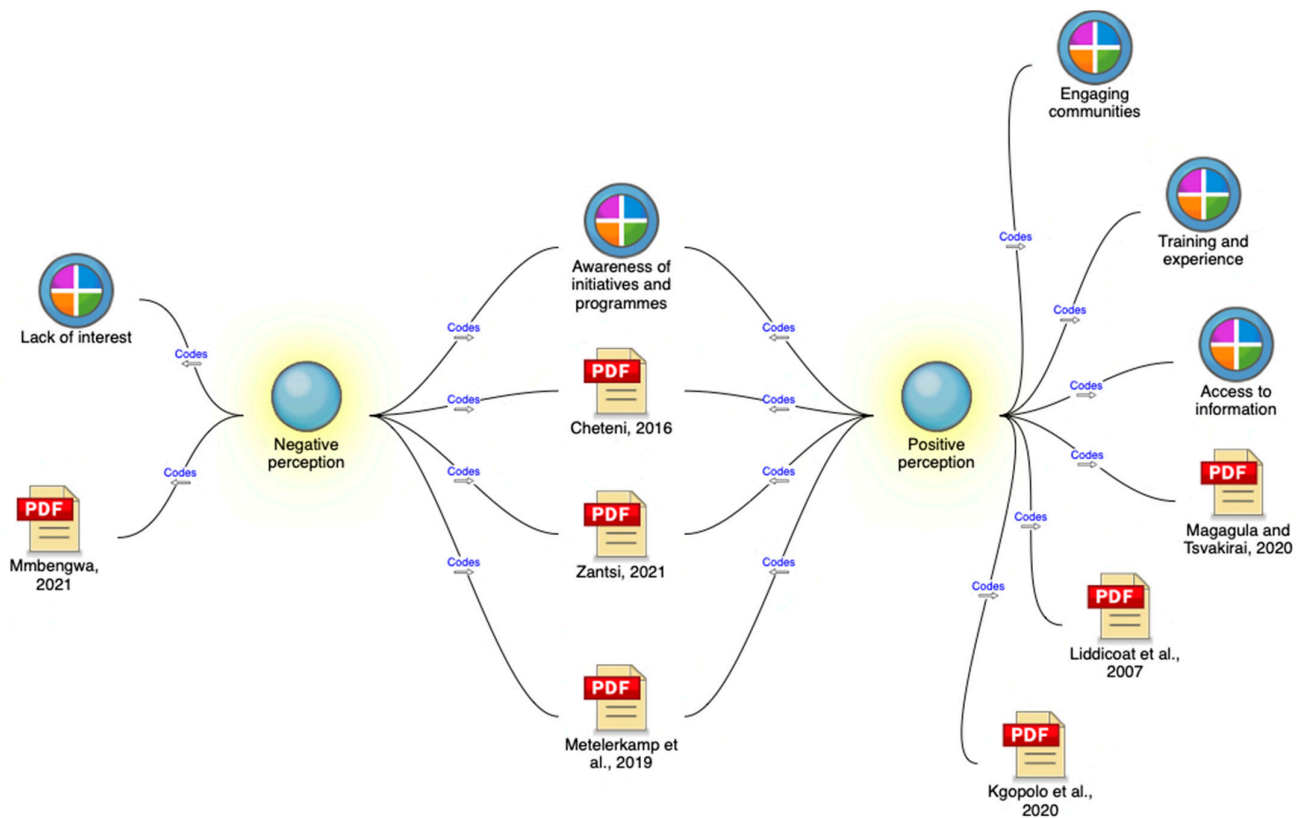 Engaging
communities
Codes
Training and
experience
Codes
Awareness of
initiatives and
programmes
Codes
Codes
Lack of interest
Codes
Access to
information
Codes
PDF
Cheteni, 2016
Codes
Codes
Negative
perception
Positive
perception
PDF
Mmbengwa,
2021
Codes
PDF
Zantsi, 2021
Codes
Codes
PDF
Magagula and
Tsvakirai, 2020
Codes
PDF
Liddicoat et al.,
2007
Codes
PDF
Metelerkamp et
al., 2019
Codes
Codes
PDF
Kgopolo et al.,
2020
Codes